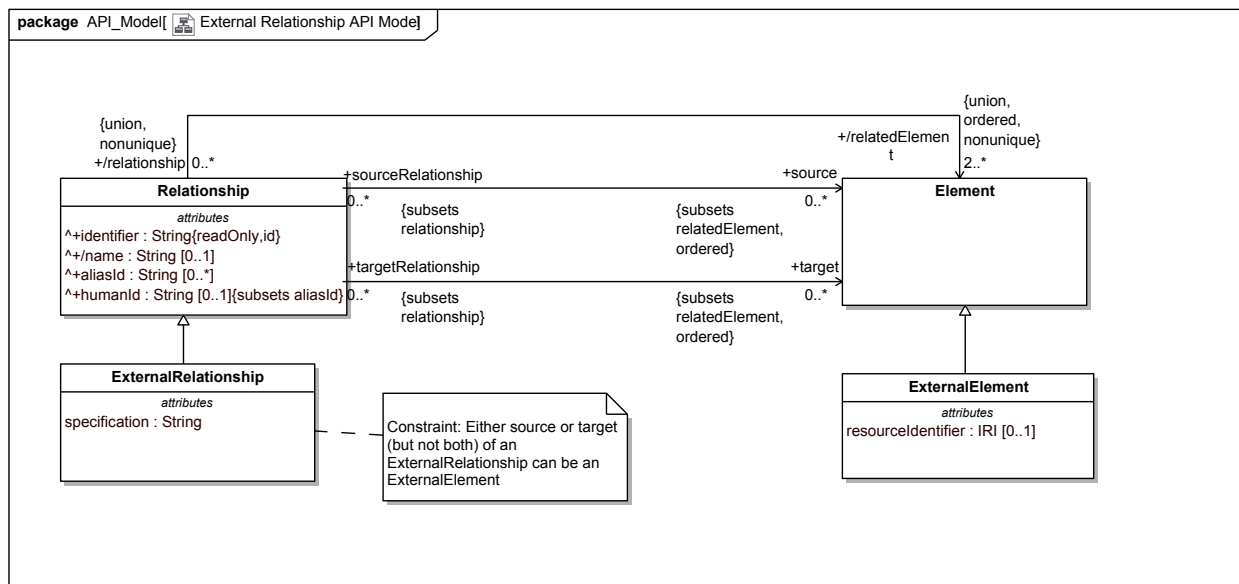 package API_Model[ External Relationship API Model]
{union,
nonunique}
+/relationship 0..*
{union,
ordered,
nonunique}
+/relatedElemen
t
2..*
Relationship
attributes
^+identifier : String{readOnly,id}
^+/name : String [0..1]
^+aliasId : String [0..*]
^+humanId : String [0..1]{subsets aliasId}
+sourceRelationship
0..*
{subsets
relationship}
+source
0..*
{subsets
relatedElement,
ordered}
+targetRelationship
0..*
{subsets
relationship}
+target
0..*
{subsets
relatedElement,
ordered}
Element
ExternalRelationship
attributes
specification : String
Constraint: Either source or target
(but not both) of an
ExternalRelationship can be an
ExternalElement
ExternalElement
attributes
resourceIdentifier : IRI [0..1]